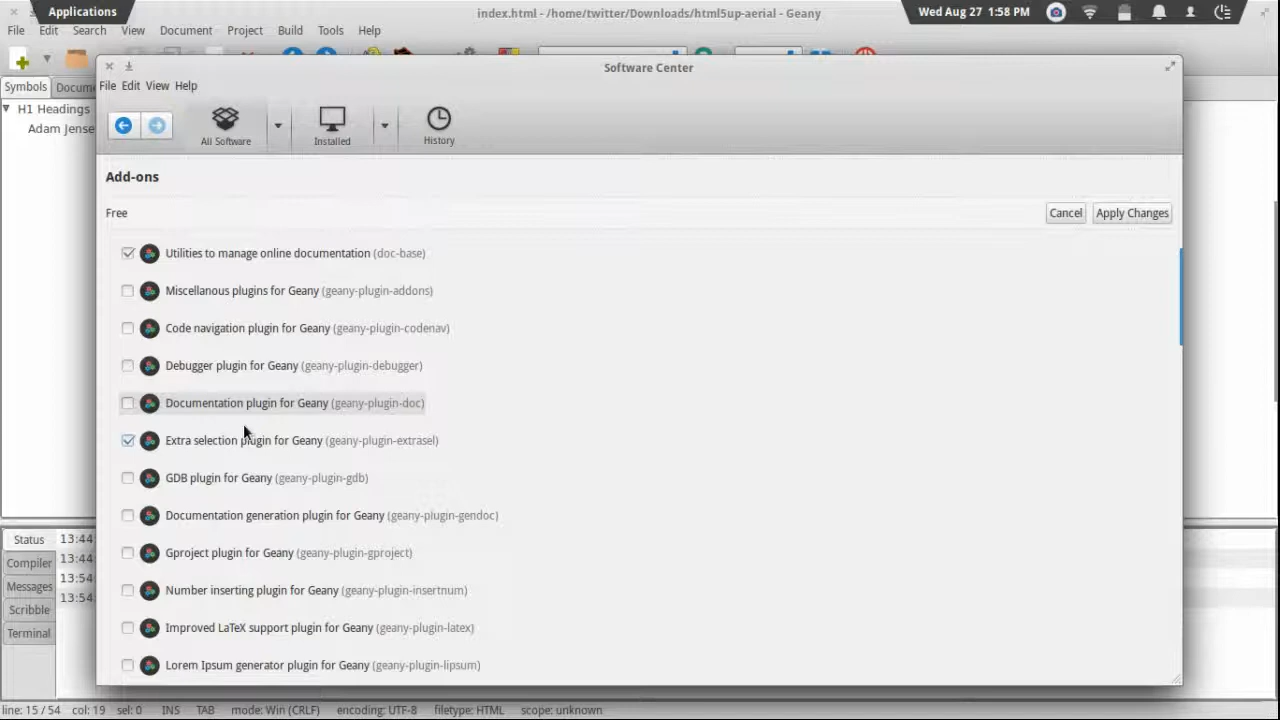 Applications
index.html - /home/twitter/Downloads/html5up-aerial - Geany
Wed Aug 27 1:58 PM
File Edit Search View Document Project Build Tools Help
Software Center
File Edit View Help
Symbols Docume
H1 Headings
Adam Jense
All Software Installed History
Add-ons
Free Cancel Apply Changes
Utilities to manage online documentation (doc-base)
Miscellanous plugins for Geany (geany-plugin-addons)
Code navigation plugin for Geany (geany-plugin-codenav)
Debugger plugin for Geany (geany-plugin-debugger)
Documentation plugin for Geany (geany-plugin-doc)
Extra selection plugin for Geany (geany-plugin-extrasel)
GDB plugin for Geany (geany-plugin-gdb)
Documentation generation plugin for Geany (geany-plugin-gendoc)
Gproject plugin for Geany (geany-plugin-gproject)
Number inserting plugin for Geany (geany-plugin-insertnum)
Improved LaTeX support plugin for Geany (geany-plugin-latex)
Lorem Ipsum generator plugin for Geany (geany-plugin-lipsum)
Status 13:44
Compiler 13:44
Messages 13:54
Scribble 13:54
Terminal
line: 15 / 54 col: 19 sel: 0 INS TAB mode: Win (CRLF) encoding: UTF-8 filetype: HTML scope: unknown